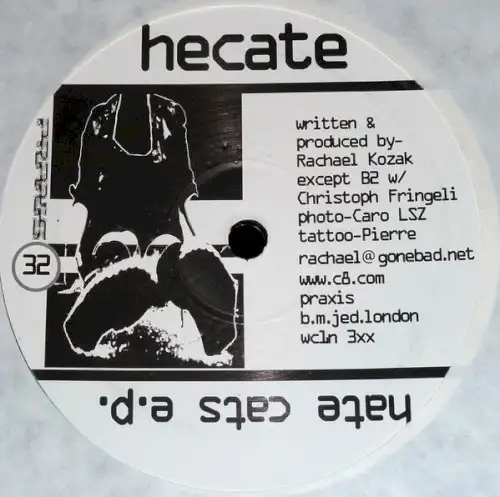 hecate
PRAXIS
32
written &
produced by-
Rachael Kozak
except B2 w/
Christoph Fringeli
photo-Caro LSZ
tattoo-Pierre
rachael@gonebad.net
www.c8.com
praxis
b.m.jed.london
wc1n 3xx
hate cats e.p.